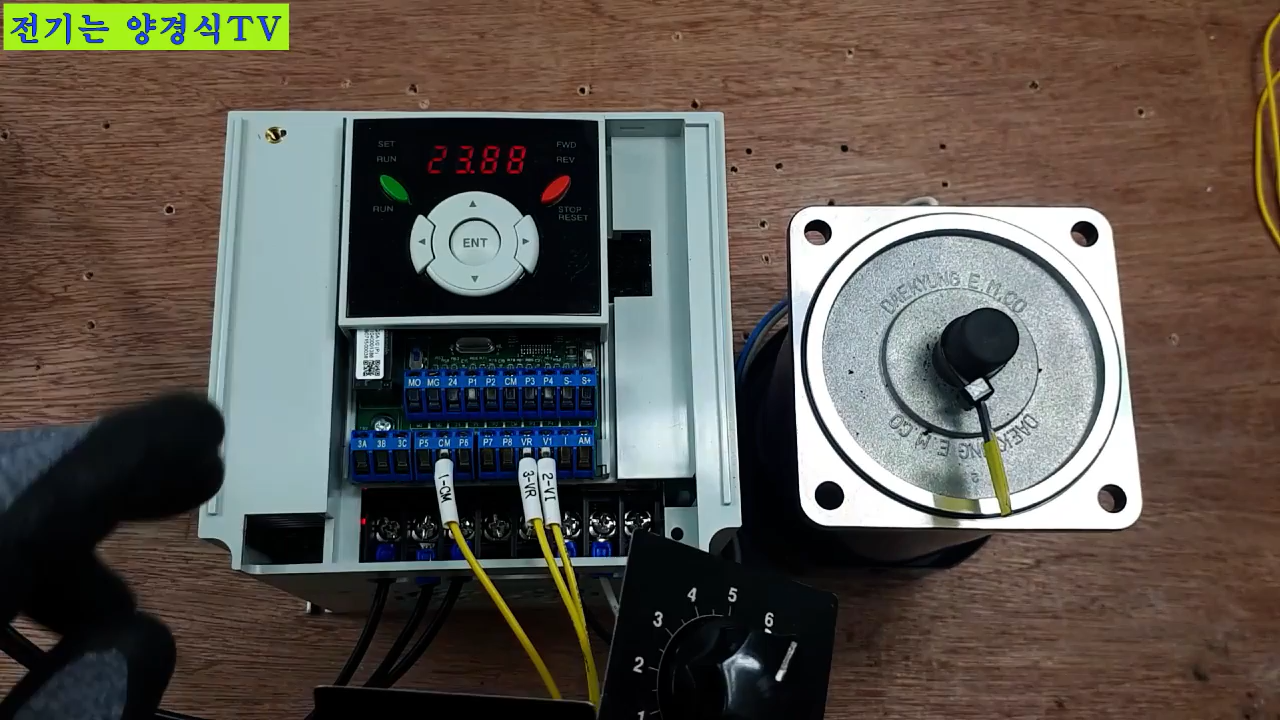 전기는 양경식TV
SET
RUN
23.88
FWD
REV
RUN
STOP
RESET
ENT
MO MG 24 P1 P2 CM P3 P4 S- S+
3A 3B 3C P5 CM P6 P7 P8 VR V1 I AM
1-CM
3-VR
2-VI
DAEKYUNG E.M.CO
DAEKYUNG E.M.CO
1 2 3 4 5 6